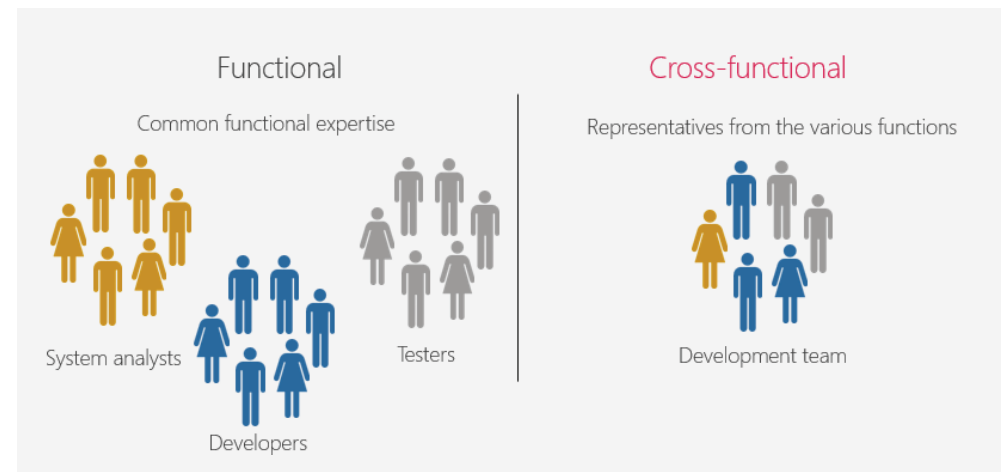 Functional
Common functional expertise
System analysts
Developers
Testers
Cross-functional
Representatives from the various functions
Development team